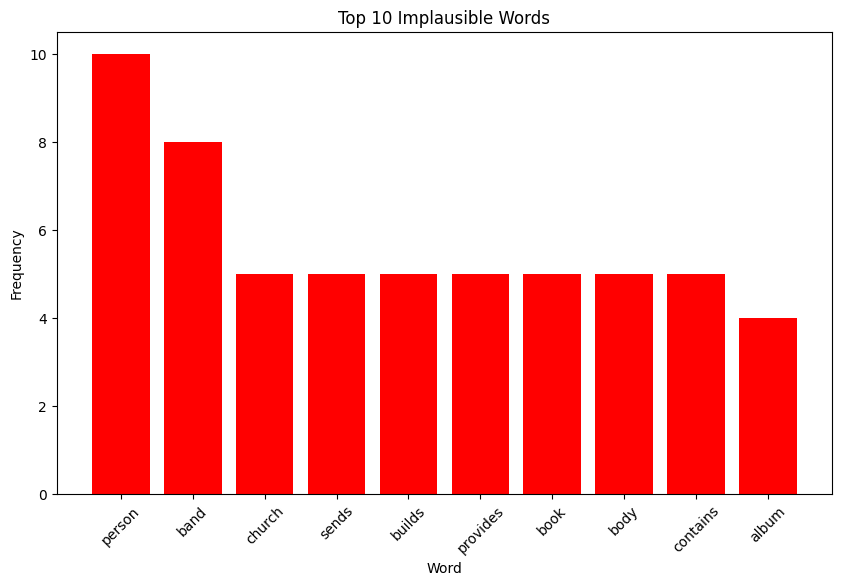 Top 10 Implausible Words
Frequency
10
8
6
4
2
0
person band church sends builds provides book body contains album
Word